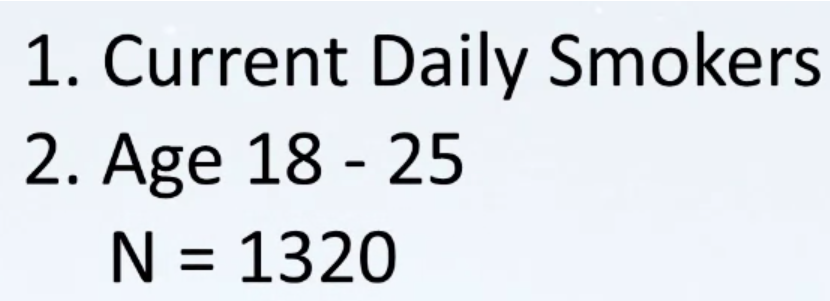 1. Current Daily Smokers
2. Age 18 - 25
N = 1320